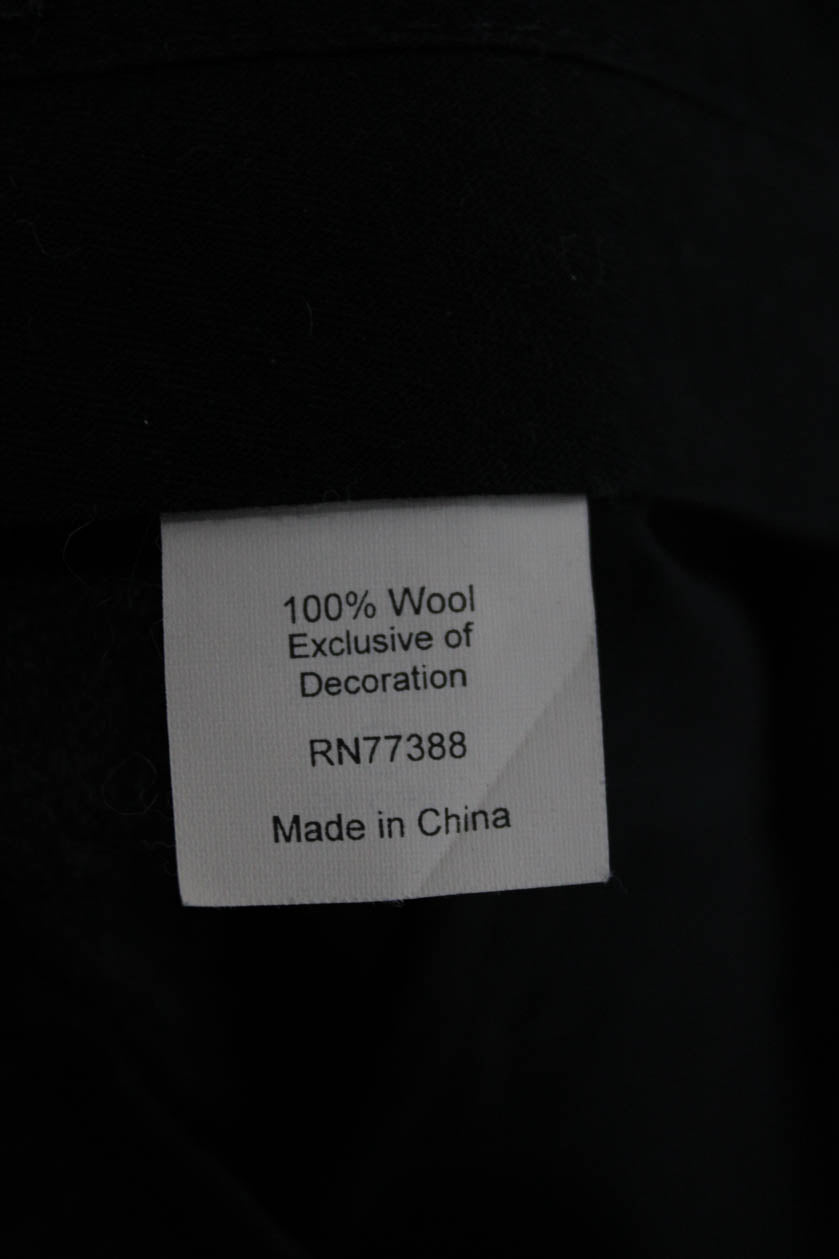 100% Wool
Exclusive of
Decoration
RN77388
Made in China